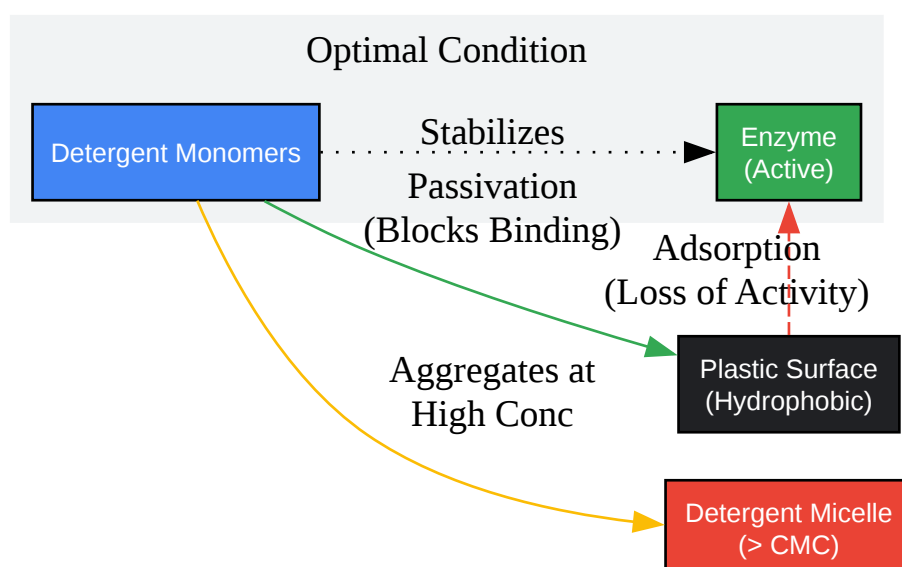 Optimal Condition
Detergent Monomers
Stabilizes
Enzyme
(Active)
Passivation
(Blocks Binding)
Adsorption
(Loss of Activity)
Plastic Surface
(Hydrophobic)
Aggregates at
High Conc
Detergent Micelle
(> CMC)